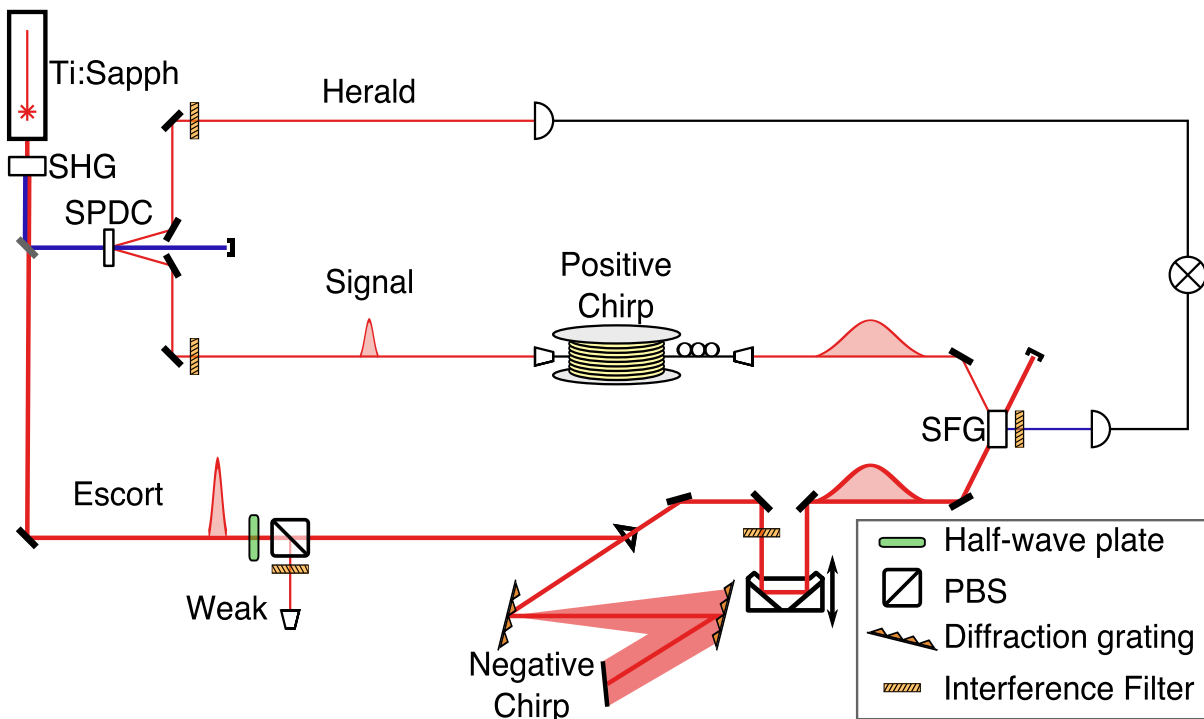 Ti:Sapph
Herald
SHG
SPDC
Signal
Positive
Chirp
SFG
Escort
Weak
Negative
Chirp
Half-wave plate
PBS
Diffraction grating
Interference Filter